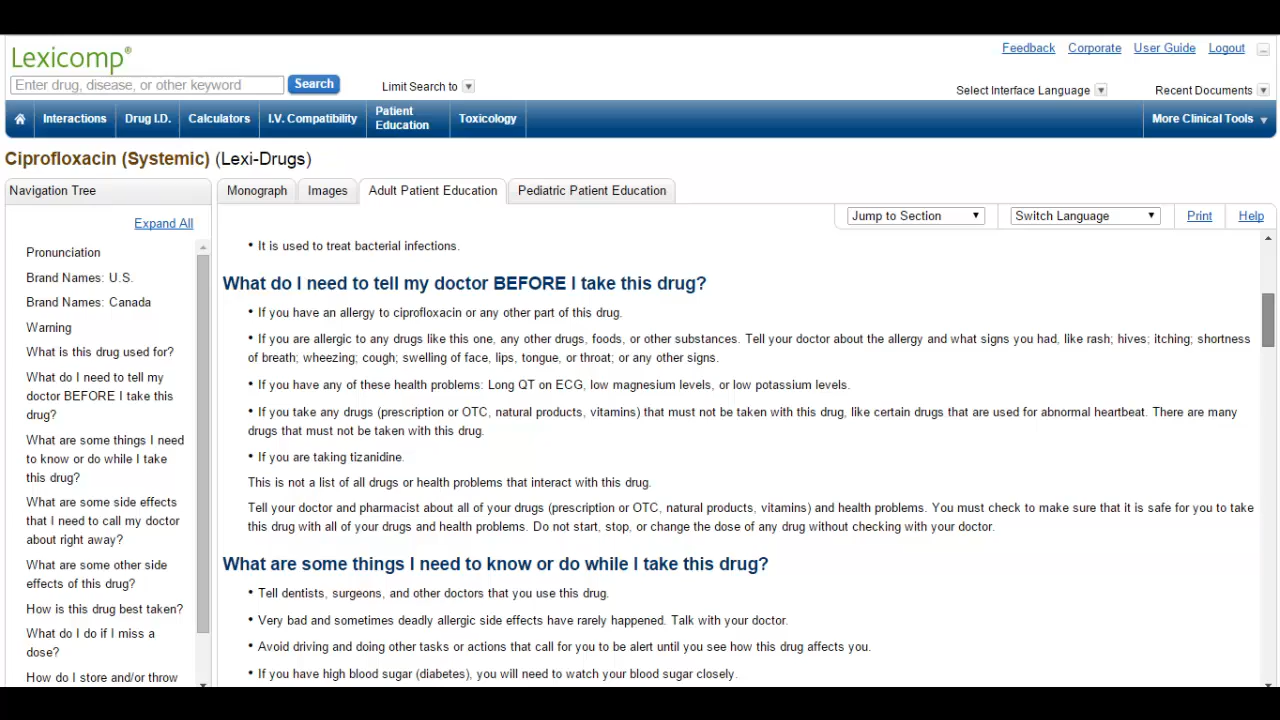 Lexicomp®
Feedback Corporate User Guide Logout
Enter drug, disease, or other keyword Search Limit Search to
Select Interface Language Recent Documents
Interactions Drug I.D. Calculators I.V. Compatibility Patient Education Toxicology More Clinical Tools
Ciprofloxacin (Systemic) (Lexi-Drugs)
Navigation Tree
Expand All
Pronunciation
Brand Names: U.S.
Brand Names: Canada
Warning
What is this drug used for?
What do I need to tell my
doctor BEFORE I take this
drug?
What are some things I need
to know or do while I take
this drug?
What are some side effects
that I need to call my doctor
about right away?
What are some other side
effects of this drug?
How is this drug best taken?
What do I do if I miss a
dose?
How do I store and/or throw
Monograph Images Adult Patient Education Pediatric Patient Education
Jump to Section Switch Language Print Help
• It is used to treat bacterial infections.
What do I need to tell my doctor BEFORE I take this drug?
• If you have an allergy to ciprofloxacin or any other part of this drug.
• If you are allergic to any drugs like this one, any other drugs, foods, or other substances. Tell your doctor about the allergy and what signs you had, like rash; hives; itching; shortness
of breath; wheezing; cough; swelling of face, lips, tongue, or throat; or any other signs.
• If you have any of these health problems: Long QT on ECG, low magnesium levels, or low potassium levels.
• If you take any drugs (prescription or OTC, natural products, vitamins) that must not be taken with this drug, like certain drugs that are used for abnormal heartbeat. There are many
drugs that must not be taken with this drug.
• If you are taking tizanidine.
This is not a list of all drugs or health problems that interact with this drug.
Tell your doctor and pharmacist about all of your drugs (prescription or OTC, natural products, vitamins) and health problems. You must check to make sure that it is safe for you to take
this drug with all of your drugs and health problems. Do not start, stop, or change the dose of any drug without checking with your doctor.
What are some things I need to know or do while I take this drug?
• Tell dentists, surgeons, and other doctors that you use this drug.
• Very bad and sometimes deadly allergic side effects have rarely happened. Talk with your doctor.
• Avoid driving and doing other tasks or actions that call for you to be alert until you see how this drug affects you.
• If you have high blood sugar (diabetes), you will need to watch your blood sugar closely.